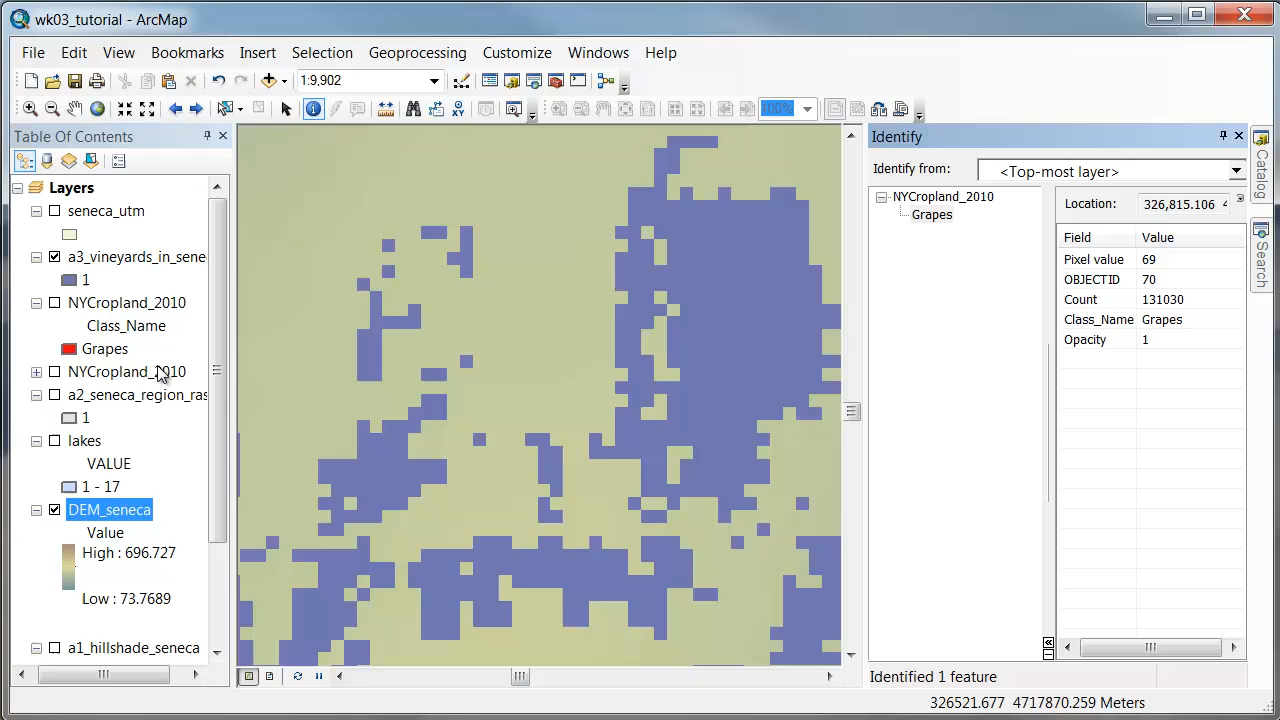 wk03_tutorial - ArcMap
File Edit View Bookmarks Insert Selection Geoprocessing Customize Windows Help
1:9,902
100%
Table Of Contents
Layers
seneca_utm
a3_vineyards_in_sene
1
NYCropland_2010
Class_Name
Grapes
NYCropland_2010
a2_seneca_region_ras
1
lakes
VALUE
1 - 17
DEM_seneca
Value
High : 696.727
Low : 73.7689
a1_hillshade_seneca
Identify
Identify from: <Top-most layer>
NYCropland_2010
Grapes
Location: 326,815.106 4
Field Value
Pixel value 69
OBJECTID 70
Count 131030
Class_Name Grapes
Opacity 1
Identified 1 feature
Catalog
Search
326521.677 4717870.259 Meters